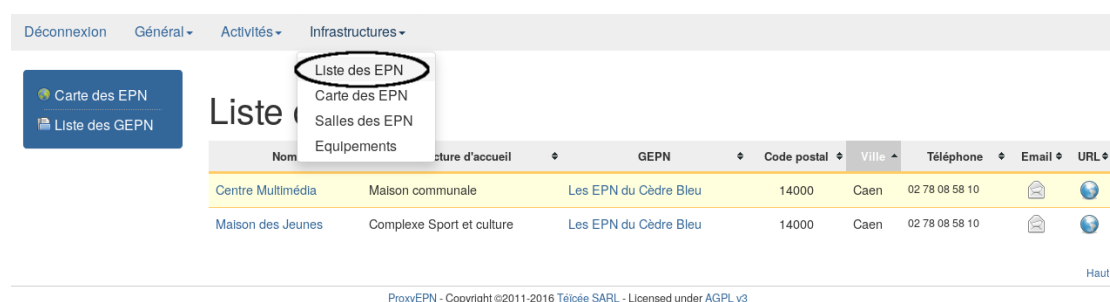 Déconnexion Général Activités Infrastructures
Liste des EPN
Carte des EPN
Salles des EPN
Equipements
Carte des EPN
Liste des GEPN
Liste
Nom cture d'accueil GEPN Code postal Ville Téléphone Email URL
Centre Multimédia Maison communale Les EPN du Cèdre Bleu 14000 Caen 02 78 08 58 10
Maison des Jeunes Complexe Sport et culture Les EPN du Cèdre Bleu 14000 Caen 02 78 08 58 10
Haut
ProxyEPN - Copyright ©2011-2016 Téïcée SARL - Licensed under AGPL v3